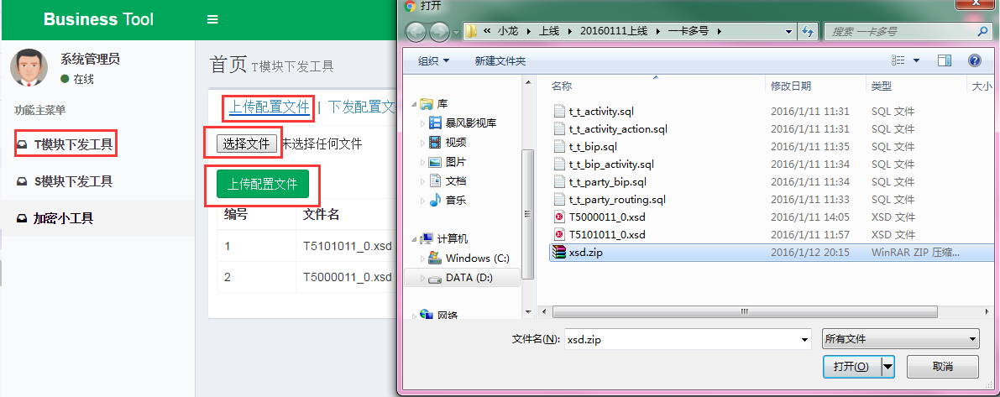 Business Tool
系统管理员
在线
功能主菜单
T模块下发工具
S模块下发工具
加密小工具
首页 T模块下发工具
上传配置文件 | 下发配置文
选择文件 未选择任何文件
上传配置文件
编号 文件名
1 T5101011_0.xsd
2 T5000011_0.xsd
打开
« 小龙 上线 20160111上线 一卡多号
搜索 一卡多号
组织 新建文件夹
库
暴风影视库
视频
图片
文档
音乐
计算机
Windows (C:)
DATA (D:)
网络
名称 修改日期 类型 大小
t_t_activity.sql 2016/1/11 11:31 SQL 文件
t_t_activity_action.sql 2016/1/11 11:31 SQL 文件
t_t_bip.sql 2016/1/11 11:31 SQL 文件
t_t_bip_activity.sql 2016/1/11 11:34 SQL 文件
t_t_party_bip.sql 2016/1/11 11:34 SQL 文件
t_t_party_routing.sql 2016/1/11 11:33 SQL 文件
T5000011_0.xsd 2016/1/11 14:05 XSD 文件
T5101011_0.xsd 2016/1/11 11:57 XSD 文件
xsd.zip 2016/1/12 20:15 WinRAR ZIP 压缩...
文件名(N): xsd.zip 所有文件
打开(O) 取消